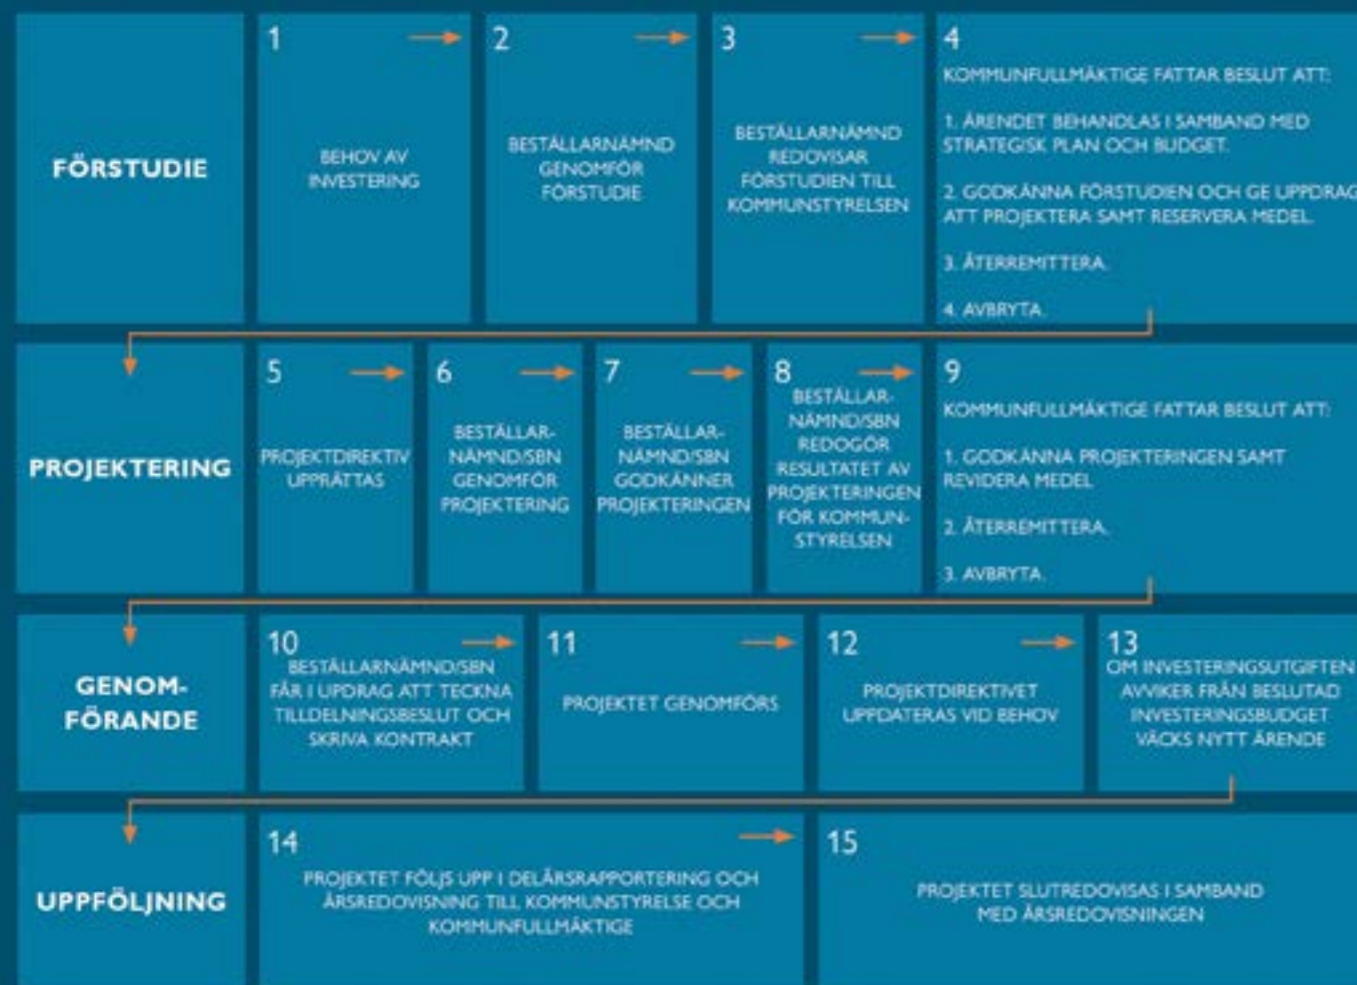 FÖRSTUDIE
1
BEHOV AV
INVESTERING
2
BESTÄLLARNÄMND
GENOMFÖR
FÖRSTUDIE
3
BESTÄLLARNÄMND
REDOVISAR
FÖRSTUDIEN TILL
KOMMUNSTYRELSEN
4
KOMMUNFULLMÄKTIGE FATTAR BESLUT ATT:
1. ÄRENDET BEHANDLAS I SAMBAND MED
STRATEGISK PLAN OCH BUDGET.
2. GODKÄNNA FÖRSTUDIEN OCH GE UPPDRAG
ATT PROJEKTERA SAMT RESERVERA MEDEL.
3. ÅTERREMITTERA.
4. AVBRYTA.
PROJEKTERING
5
PROJEKTDIREKTIV
UPPRÄTTAS
6
BESTÄLLAR-
NÄMND/SBN
GENOMFÖR
PROJEKTERING
7
BESTÄLLAR-
NÄMND/SBN
GODKÄNNER
PROJEKTERINGEN
8
BESTÄLLAR-
NÄMND/SBN
REDOGÖR
RESULTATET AV
PROJEKTERINGEN
FÖR KOMMUN-
STYRELSEN
9
KOMMUNFULLMÄKTIGE FATTAR BESLUT ATT:
1. GODKÄNNA PROJEKTERINGEN SAMT
REVIDERA MEDEL
2. ÅTERREMITTERA.
3. AVBRYTA.
GENOM-
FÖRANDE
10
BESTÄLLARNÄMND/SBN
FÅR I UPDRAG ATT TECKNA
TILLDELNINGSBESLUT OCH
SKRIVA KONTRAKT
11
PROJEKTET GENOMFÖRS
12
PROJEKTDIREKTIVET
UPPDATERAS VID BEHOV
13
OM INVESTERINGSUTGIFTEN
AVVIKER FRÅN BESLUTAD
INVESTERINGSBUDGET
VÄCKS NYTT ÄRENDE
UPPFÖLJNING
14
PROJEKTET FÖLJS UPP I DELÅRSRAPPORTERING OCH
ÅRSREDOVISNING TILL KOMMUNSTYRELSE OCH
KOMMUNFULLMÄKTIGE
15
PROJEKTET SLUTREDOVISAS I SAMBAND
MED ÅRSREDOVISNINGEN